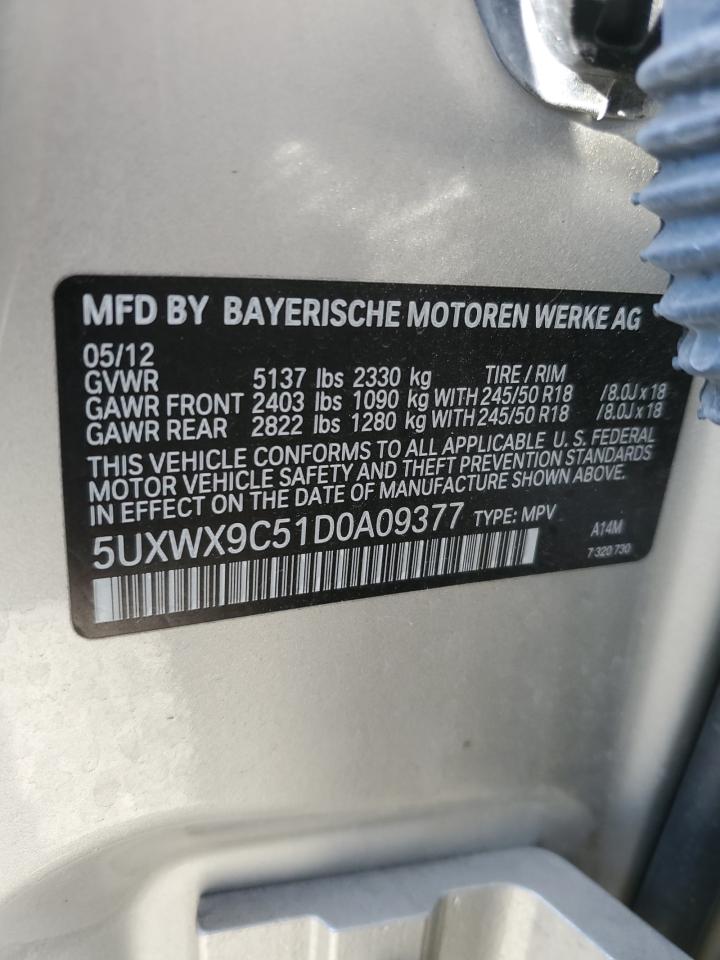 MFD BY BAYERISCHE MOTOREN WERKE AG
05/12
GVWR 5137 lbs 2330 kg TIRE / RIM
GAWR FRONT 2403 lbs 1090 kg WITH 245/50 R18 /8.0J x 18
GAWR REAR 2822 lbs 1280 kg WITH 245/50 R18 /8.0J x 18
THIS VEHICLE CONFORMS TO ALL APPLICABLE U.S. FEDERAL
MOTOR VEHICLE SAFETY AND THEFT PREVENTION STANDARDS
IN EFFECT ON THE DATE OF MANUFACTURE SHOWN ABOVE.
5UXWX9C51D0A09377 TYPE: MPV A14M
7 320 730